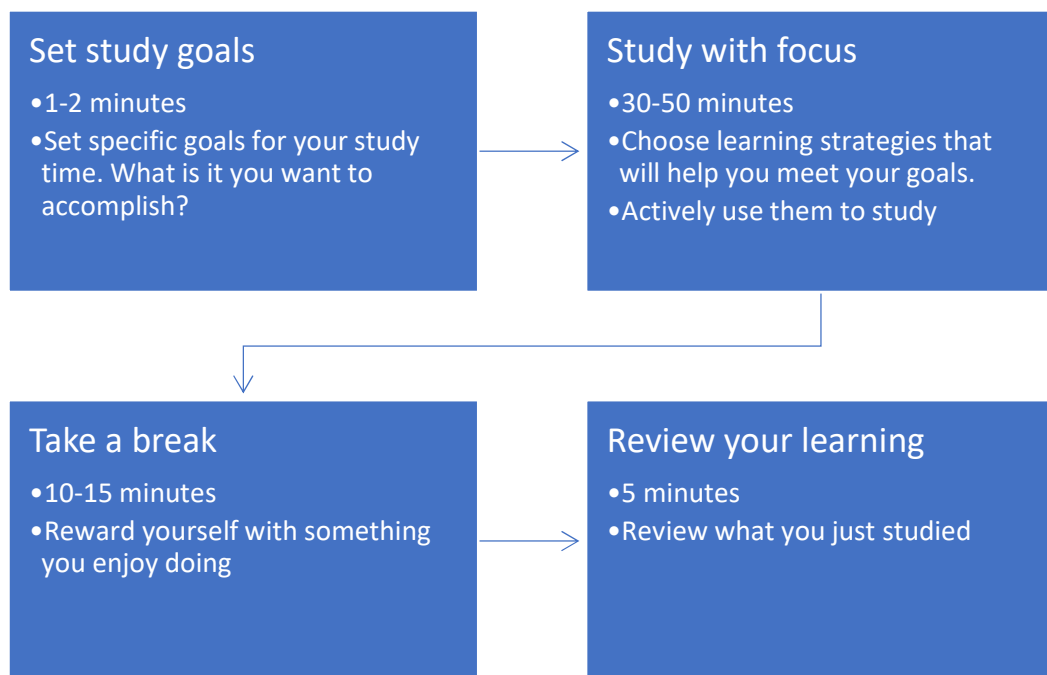 Set study goals
•1-2 minutes
•Set specific goals for your study
time. What is it you want to
accomplish?
Study with focus
•30-50 minutes
•Choose learning strategies that
will help you meet your goals.
•Actively use them to study
Take a break
•10-15 minutes
•Reward yourself with something
you enjoy doing
Review your learning
•5 minutes
•Review what you just studied